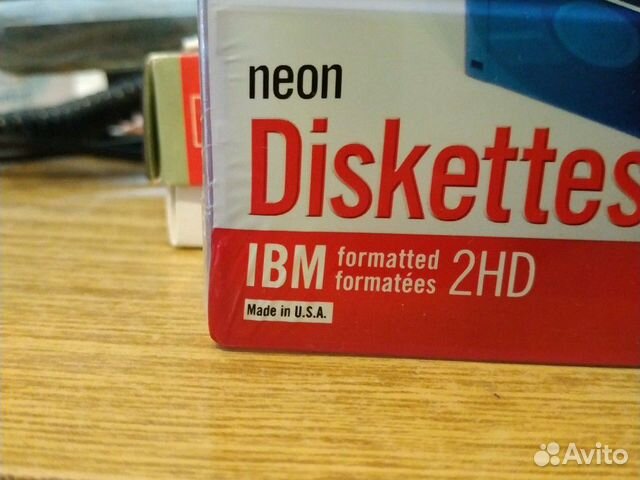 neon
Diskettes
IBM formatted 2HD
formatées
Made in U.S.A.
Avito